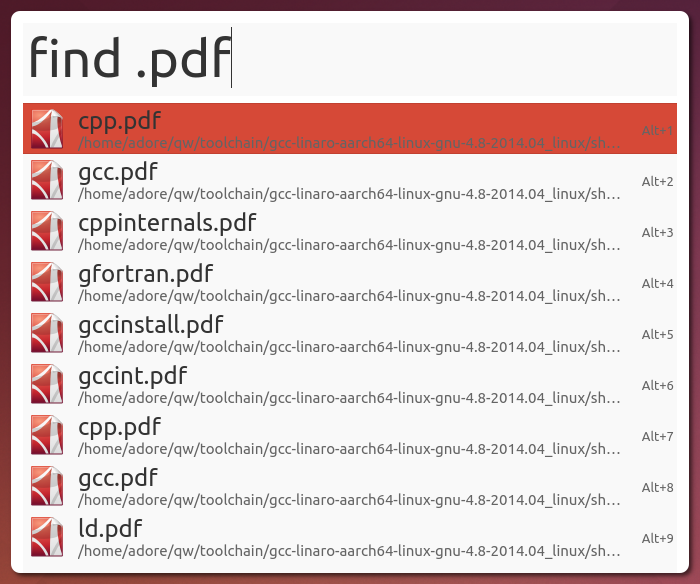 find .pdf
cpp.pdf
/home/adore/qw/toolchain/gcc-linaro-aarch64-linux-gnu-4.8-2014.04_linux/sh...
Alt+1
gcc.pdf
/home/adore/qw/toolchain/gcc-linaro-aarch64-linux-gnu-4.8-2014.04_linux/sh...
Alt+2
cppinternals.pdf
/home/adore/qw/toolchain/gcc-linaro-aarch64-linux-gnu-4.8-2014.04_linux/sh...
Alt+3
gfortran.pdf
/home/adore/qw/toolchain/gcc-linaro-aarch64-linux-gnu-4.8-2014.04_linux/sh...
Alt+4
gccinstall.pdf
/home/adore/qw/toolchain/gcc-linaro-aarch64-linux-gnu-4.8-2014.04_linux/sh...
Alt+5
gccint.pdf
/home/adore/qw/toolchain/gcc-linaro-aarch64-linux-gnu-4.8-2014.04_linux/sh...
Alt+6
cpp.pdf
/home/adore/qw/toolchain/gcc-linaro-aarch64-linux-gnu-4.8-2014.04_linux/sh...
Alt+7
gcc.pdf
/home/adore/qw/toolchain/gcc-linaro-aarch64-linux-gnu-4.8-2014.04_linux/sh...
Alt+8
ld.pdf
/home/adore/qw/toolchain/gcc-linaro-aarch64-linux-gnu-4.8-2014.04_linux/sh...
Alt+9